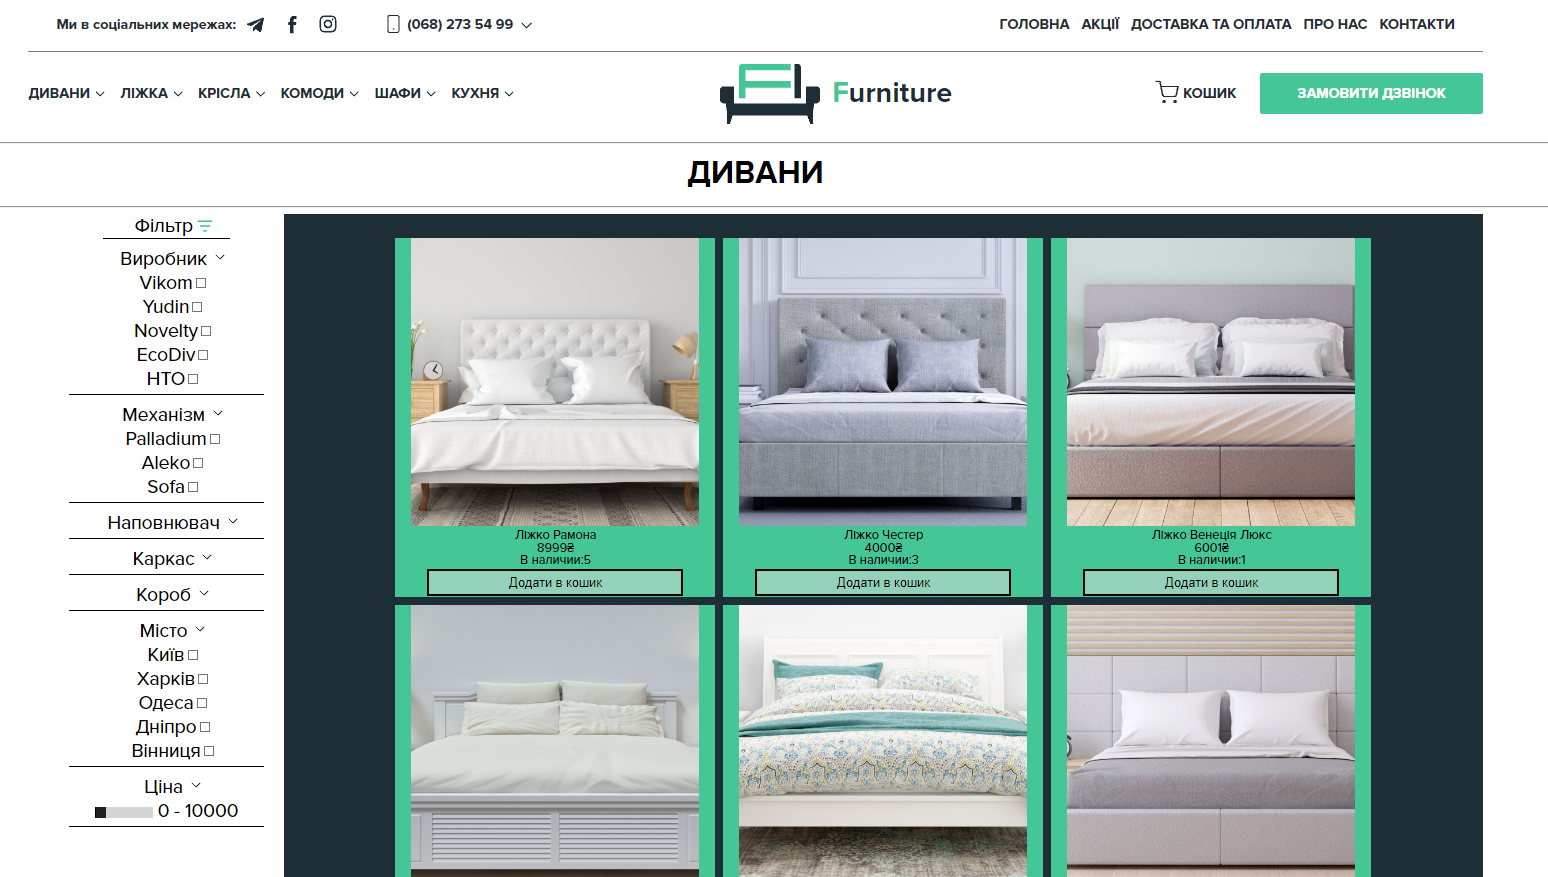 Ми в соціальних мережах:
(068) 273 54 99
ГОЛОВНА АКЦІЇ ДОСТАВКА ТА ОПЛАТА ПРО НАС КОНТАКТИ
ДИВАНИ ЛІЖКА КРІСЛА КОМОДИ ШАФИ КУХНЯ
Furniture
КОШИК
ЗАМОВИТИ ДЗВІНОК
ДИВАНИ
Фільтр
Виробник
Vikom
Yudin
Novelty
EcoDiv
НТО
Механізм
Palladium
Aleko
Sofa
Наповнювач
Каркас
Короб
Місто
Київ
Харків
Одеса
Дніпро
Вінниця
Ціна
0 - 10000
Ліжко Рамона
8999₴
В наличии:5
Додати в кошик
Ліжко Честер
4000₴
В наличии:3
Додати в кошик
Ліжко Венеція Люкс
6001₴
В наличии:1
Додати в кошик